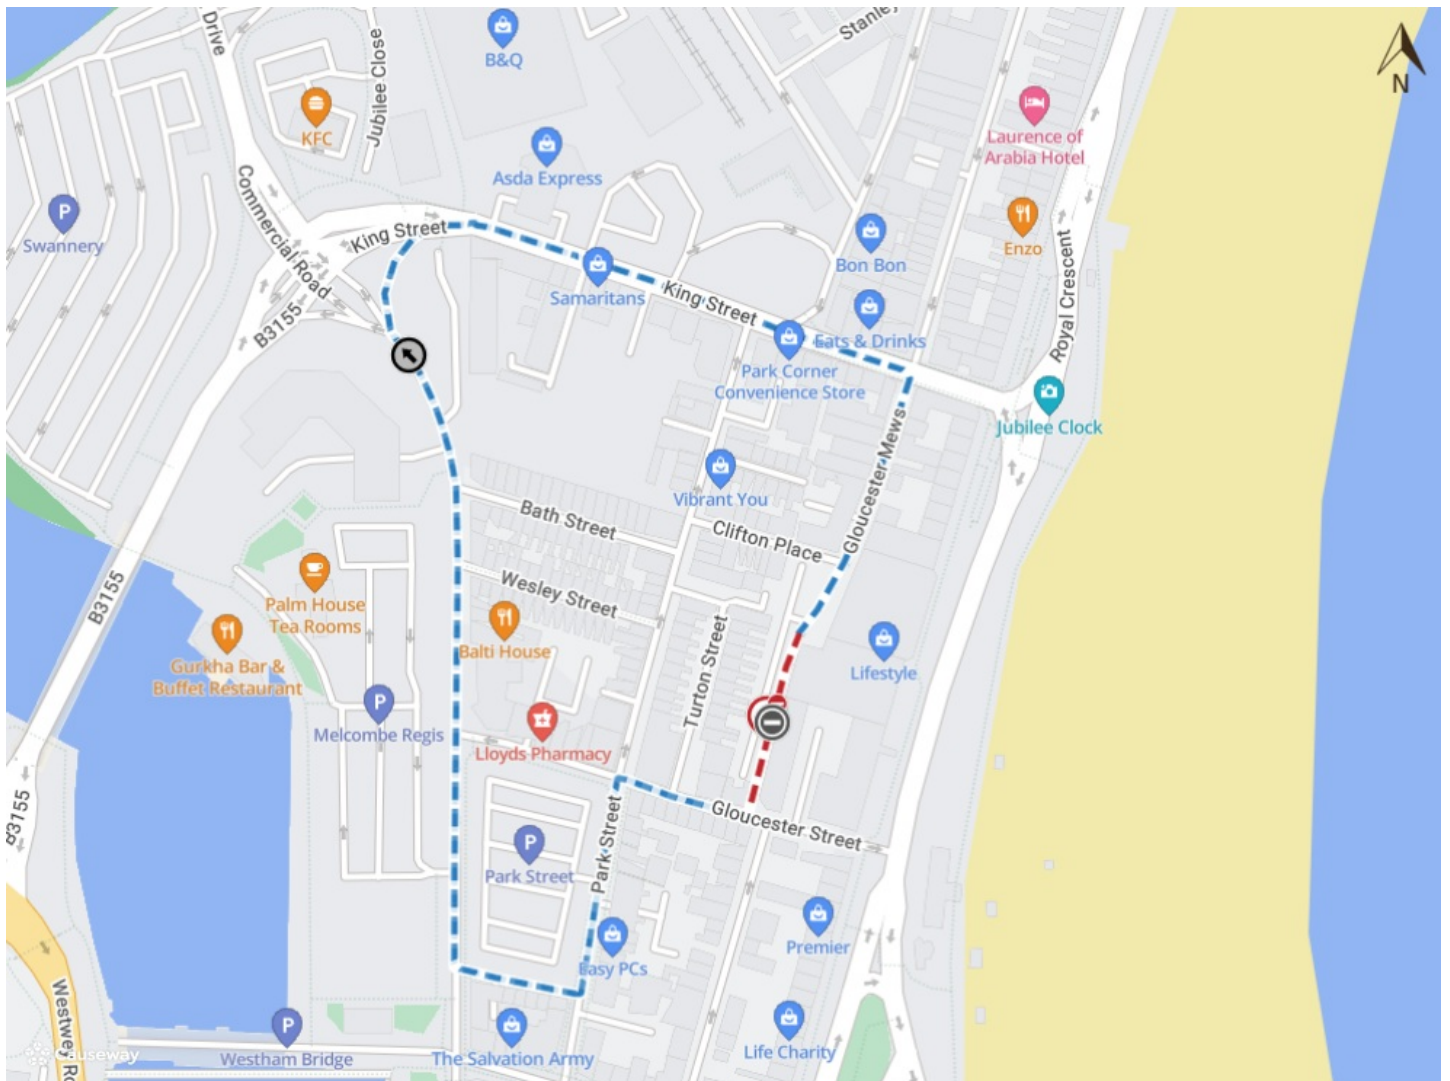 Drive
Jubilee Close
B&Q
Stanley
N
KFC
Laurence of
Arabia Hotel
Asda Express
P
Swannery
Commercial Road
King Street
Enzo
Bon Bon
Royal Crescent
Samaritans
King Street
B3155
Eats & Drinks
Park Corner
Convenience Store
Jubilee Clock
Gloucester Mews
Vibrant You
Bath Street
Clifton Place
B3155
Wesley Street
Palm House
Tea Rooms
Balti House
Turton Street
Lifestyle
Gurkha Bar &
Buffet Restaurant
P
Melcombe Regis
Lloyds Pharmacy
B3155
Gloucester Street
Park Street
P
Park Street
Premier
Easy PCs
Westway Ro
P
Westham Bridge
The Salvation Army
Life Charity
Causeway